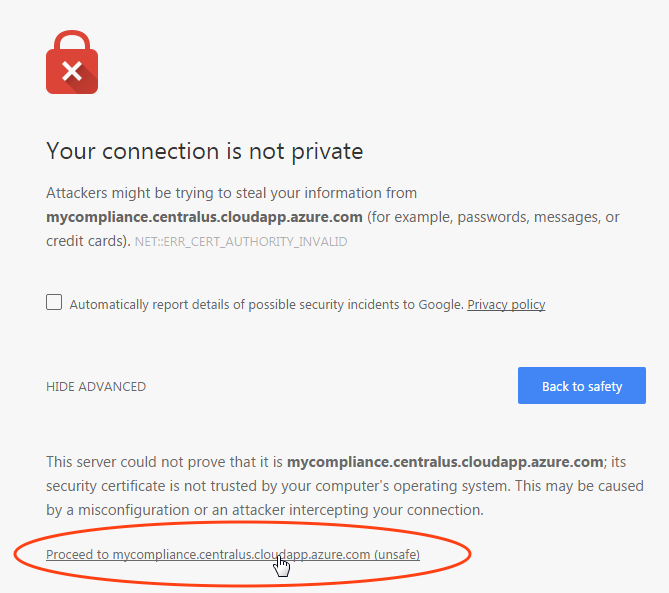 Your connection is not private
Attackers might be trying to steal your information from
mycompliance.centralus.cloudapp.azure.com (for example, passwords, messages, or
credit cards). NET::ERR_CERT_AUTHORITY_INVALID
Automatically report details of possible security incidents to Google. Privacy policy
HIDE ADVANCED
Back to safety
This server could not prove that it is mycompliance.centralus.cloudapp.azure.com; its
security certificate is not trusted by your computer's operating system. This may be caused
by a misconfiguration or an attacker intercepting your connection.
Proceed to mycompliance.centralus.cloudapp.azure.com (unsafe)